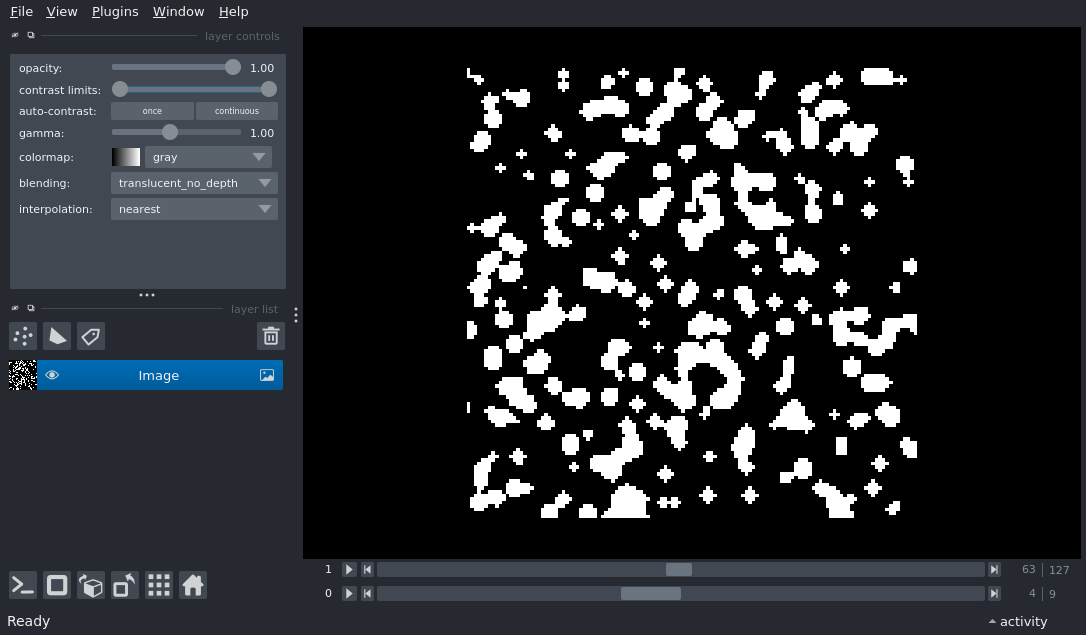 File View Plugins Window Help
layer controls
opacity: 1.00
contrast limits:
auto-contrast: once continuous
gamma: 1.00
colormap: gray
blending: translucent_no_depth
interpolation: nearest
layer list
Image
1 63 127
0 4 9
Ready activity